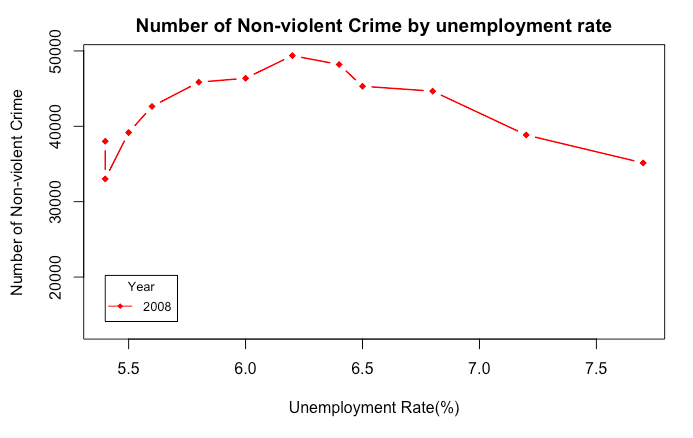 Number of Non-violent Crime by unemployment rate
Number of Non-violent Crime
50000
40000
30000
20000
Year
2008
5.5 6.0 6.5 7.0 7.5
Unemployment Rate(%)